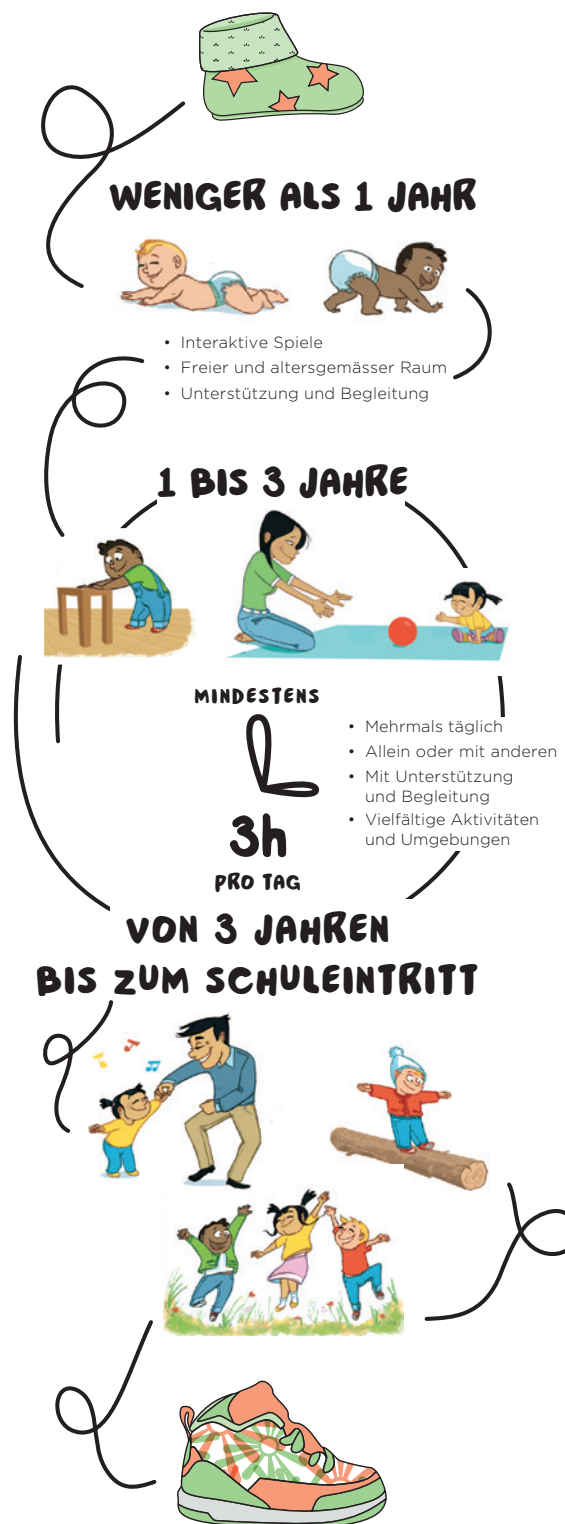 WENIGER ALS 1 JAHR
• Interaktive Spiele
• Freier und altersgemässer Raum
• Unterstützung und Begleitung
1 BIS 3 JAHRE
MINDESTENS
3h
PRO TAG
• Mehrmals täglich
• Allein oder mit anderen
• Mit Unterstützung
und Begleitung
• Vielfältige Aktivitäten
und Umgebungen
VON 3 JAHREN
BIS ZUM SCHULEINTRITT